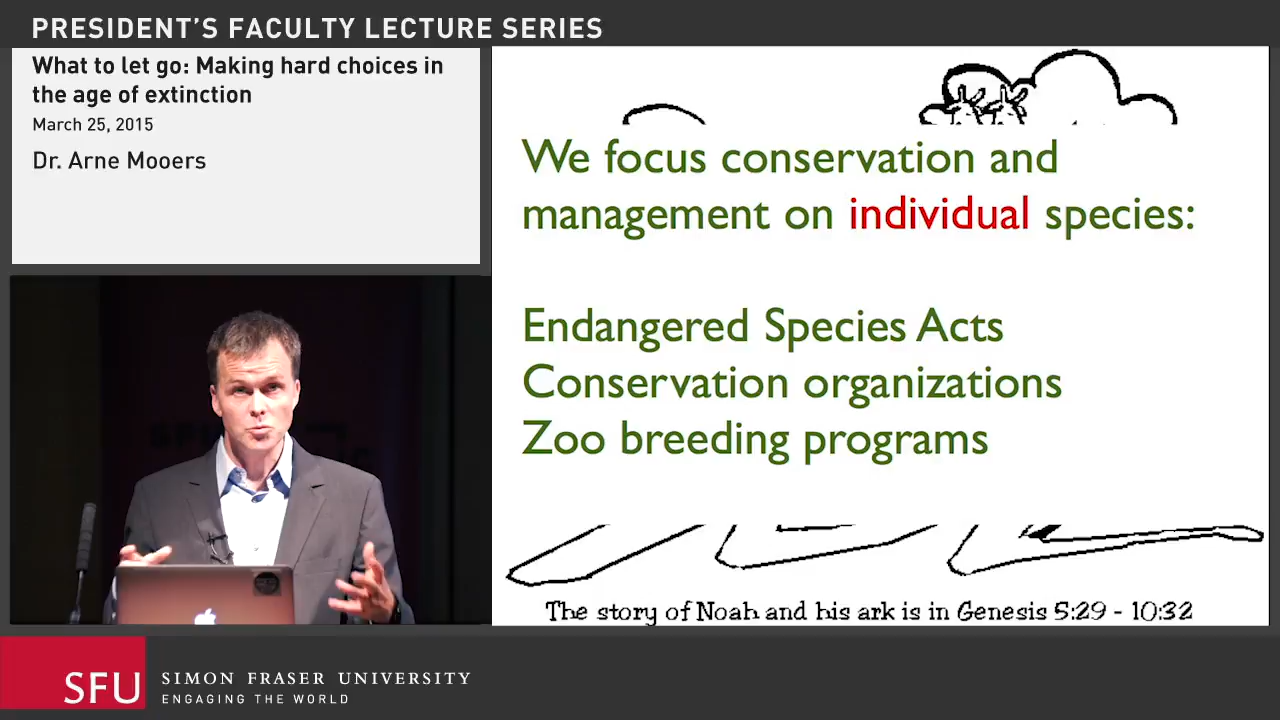 PRESIDENT'S FACULTY LECTURE SERIES
What to let go: Making hard choices in
the age of extinction
March 25, 2015
Dr. Arne Mooers
We focus conservation and
management on individual species:
Endangered Species Acts
Conservation organizations
Zoo breeding programs
The story of Noah and his ark is in Genesis 5:29 - 10:32
SFU
SIMON FRASER UNIVERSITY
ENGAGING THE WORLD